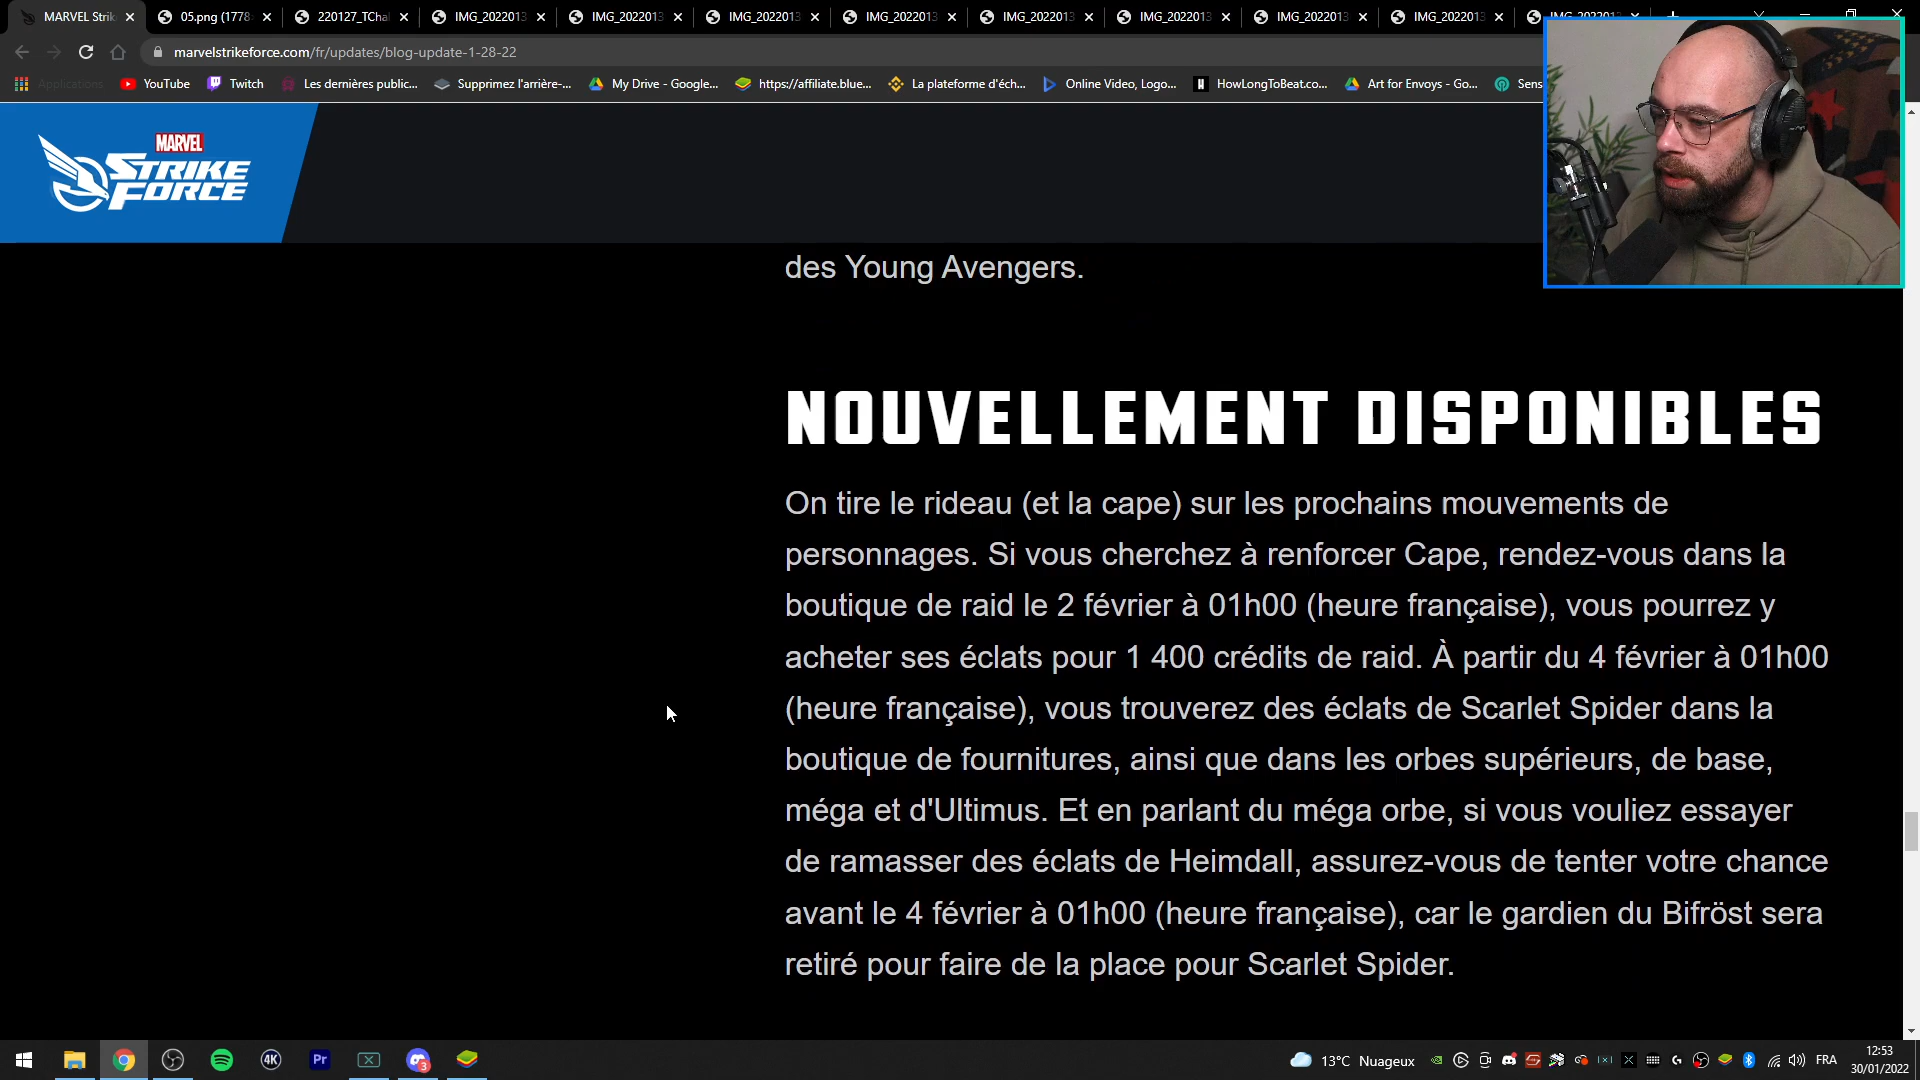 MARVEL Strik
05.png (1778
220127_TChal
IMG_2022013
IMG_2022013
IMG_2022013
IMG_2022013
IMG_2022013
IMG_2022013
IMG_2022013
IMG_2022013
marvelstrikeforce.com/fr/updates/blog-update-1-28-22
Applications
YouTube
Twitch
Les dernières public...
Supprimez l'arrière-...
My Drive - Google...
https://affiliate.blue...
La plateforme d'éch...
Online Video, Logo...
HowLongToBeat.co...
Art for Envoys - Go...
Sens
MARVEL
STRIKE
FORCE
des Young Avengers.
NOUVELLEMENT DISPONIBLES
On tire le rideau (et la cape) sur les prochains mouvements de
personnages. Si vous cherchez à renforcer Cape, rendez-vous dans la
boutique de raid le 2 février à 01h00 (heure française), vous pourrez y
acheter ses éclats pour 1 400 crédits de raid. À partir du 4 février à 01h00
(heure française), vous trouverez des éclats de Scarlet Spider dans la
boutique de fournitures, ainsi que dans les orbes supérieurs, de base,
méga et d'Ultimus. Et en parlant du méga orbe, si vous vouliez essayer
de ramasser des éclats de Heimdall, assurez-vous de tenter votre chance
avant le 4 février à 01h00 (heure française), car le gardien du Bifröst sera
retiré pour faire de la place pour Scarlet Spider.
4K
Pr
3
13°C Nuageux
FRA
12:53
30/01/2022